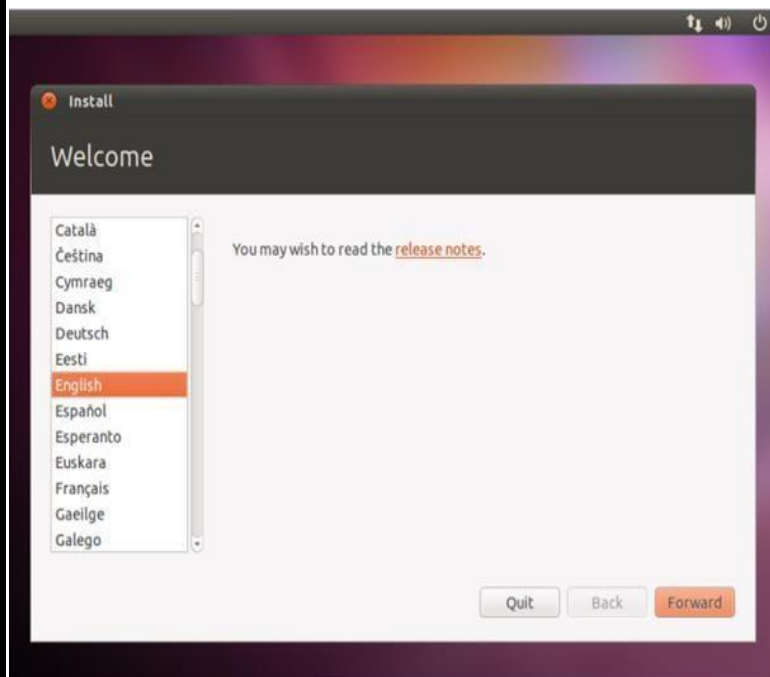 Install
Welcome
Català
Čeština
Cymraeg
Dansk
Deutsch
Eesti
English
Español
Esperanto
Euskara
Français
Gaeilge
Galego
You may wish to read the release notes.
Quit
Back
Forward